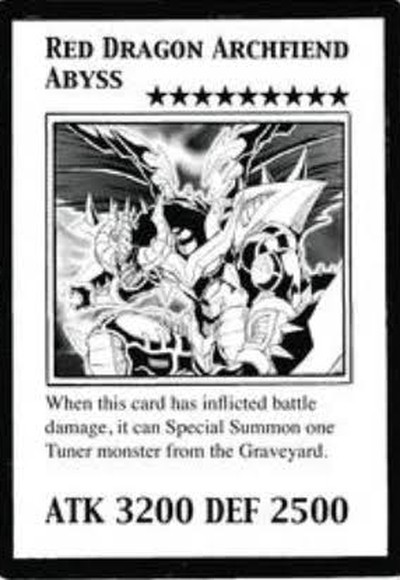 RED DRAGON ARCHFIEND
ABYSS
★★★★★★★★★
When this card has inflicted battle
damage, it can Special Summon one
Tuner monster from the Graveyard.
ATK 3200 DEF 2500